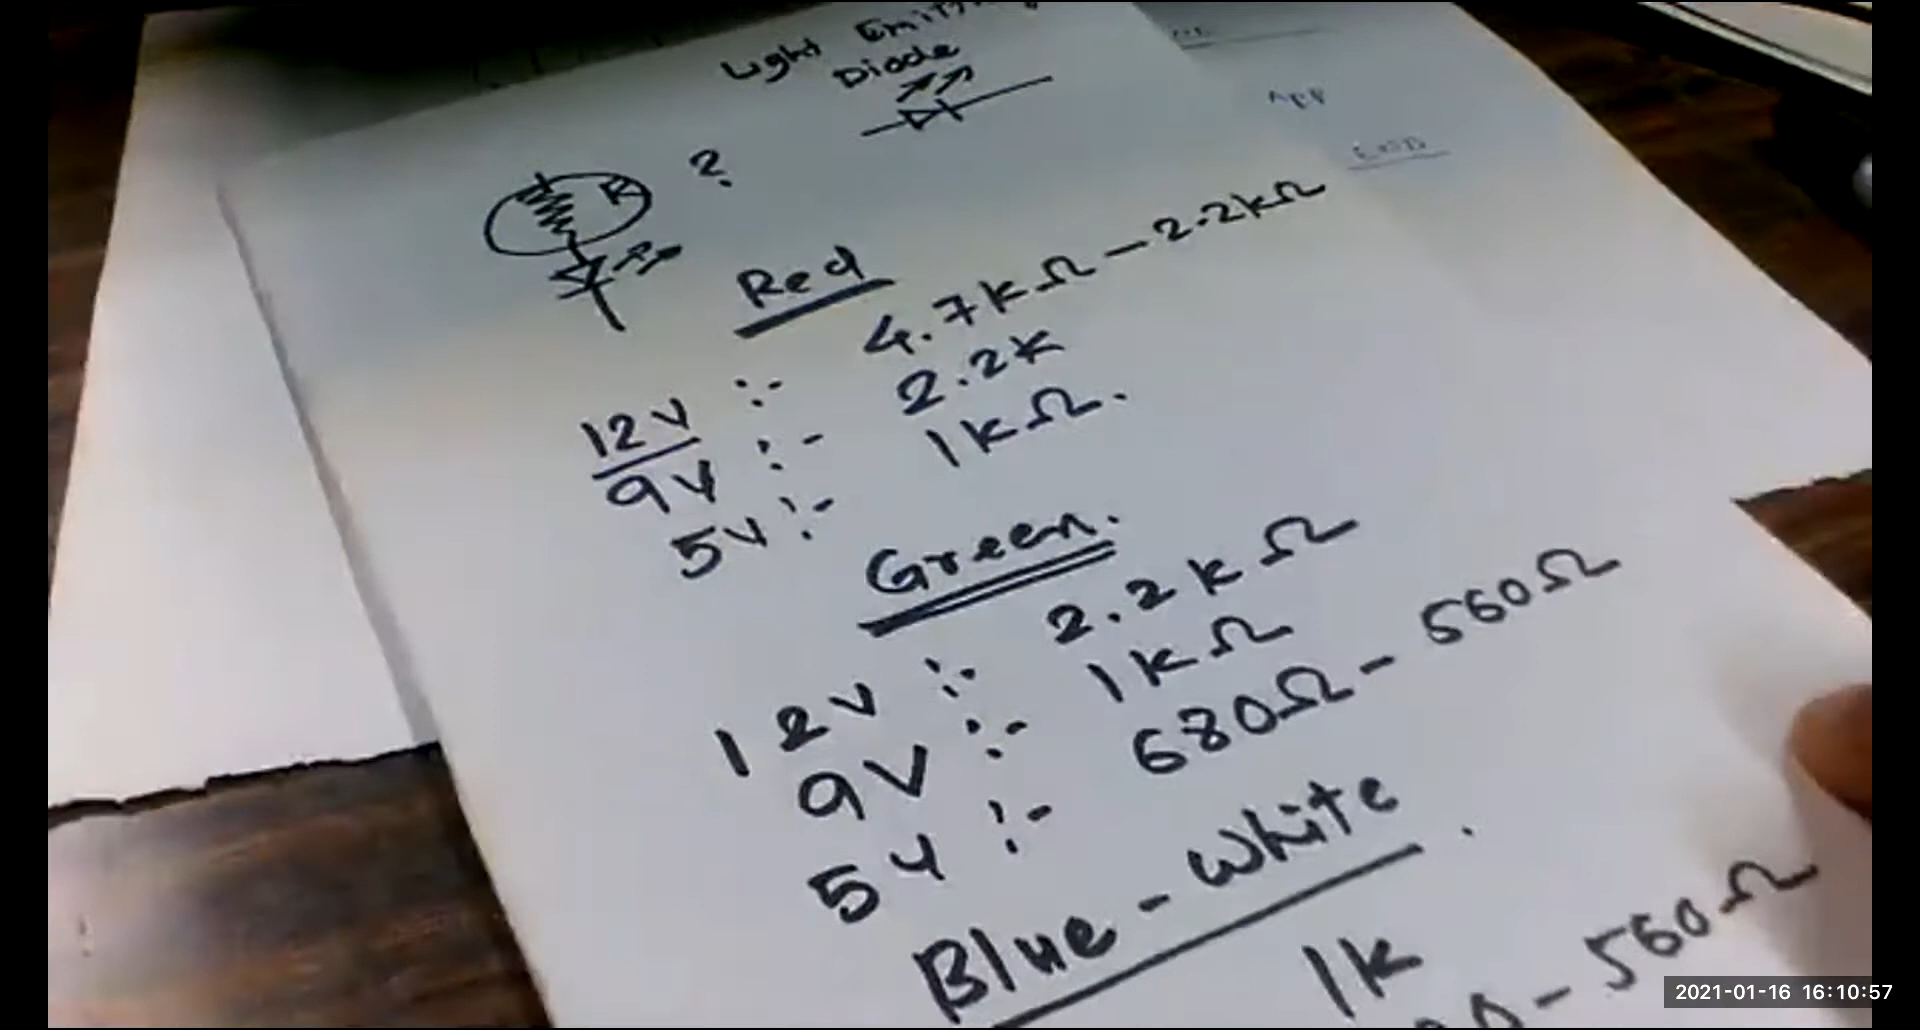 Light Emitting
Diode
R ?
Red
12V :- 4.7kΩ - 2.2kΩ
9V :- 2.2K
5V :- 1kΩ.
Green.
12V :- 2.2kΩ
9V :- 1kΩ
5V :- 680Ω - 560Ω
Blue - White
1k
- 560Ω
APP
2021-01-16 16:10:57